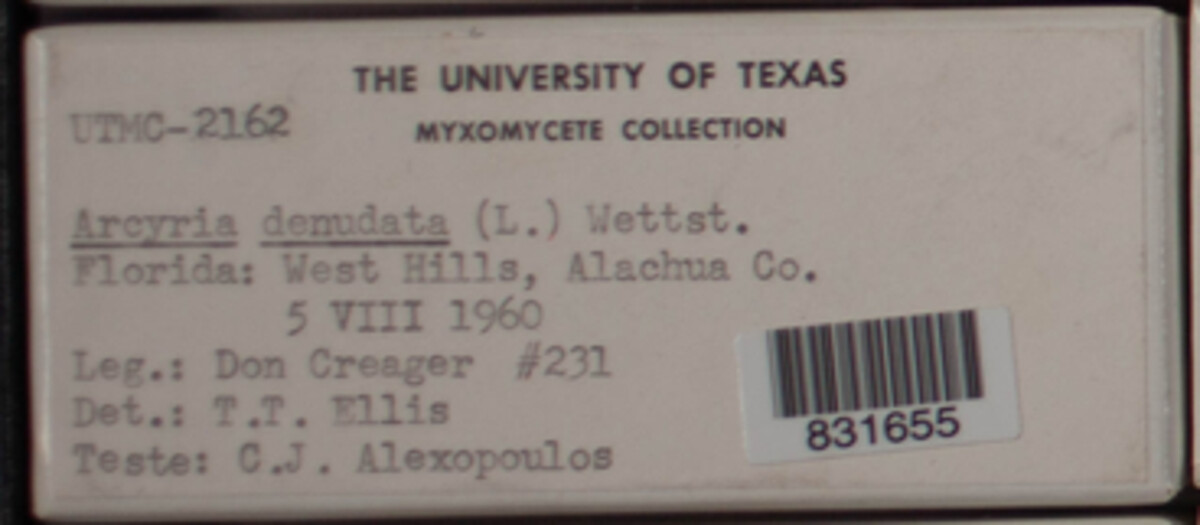 THE UNIVERSITY OF TEXAS
UTMC-2162
MYXOMYCETE COLLECTION
Arcyria denudata (L.) Wettst.
Florida: West Hills, Alachua Co.
5 VIII 1960
Leg.: Don Creager #231
Det.: T.T. Ellis
Teste: C.J. Alexopoulos
831655